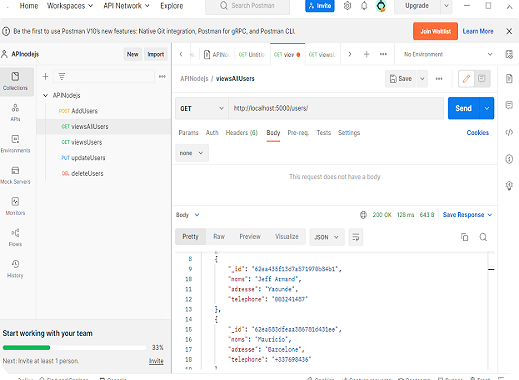 Home Workspaces API Network Explore Search Postman Invite Upgrade
Be the first to use Postman V10's new features: Native Git integration, Postman for gRPC, and Postman CLI. Join Waitlist Learn More
APINodejs New Import
APINo GET Untitl GET view GET viewsU No Environment
Collections
APIs
Environments
Mock Servers
Monitors
Flows
History
APINodejs
POST AddUsers
GET viewsAllUsers
GET viewsUsers
PUT updateUsers
DEL deleteUsers
APINodejs / viewsAllUsers Save
GET http://localhost:5000/users/ Send
Params Auth Headers (6) Body Pre-req. Tests Settings Cookies
none
This request does not have a body
Body 200 OK 128 ms 643 B Save Response
Pretty Raw Preview Visualize JSON
8 {
9 "_id": "62ea435f13d7a571970b84b1",
10 "noms": "Jeff Armand",
11 "adresse": "Yaounde",
12 "telephone": "083241487"
13 },
14 {
15 "_id": "62ea583dfeaa386781d431ee",
16 "noms": "Mauricio",
17 "adresse": "Barcelone",
18 "telephone": "+337698436"
19 }
Start working with your team
33%
Next: Invite at least 1 person. Invite